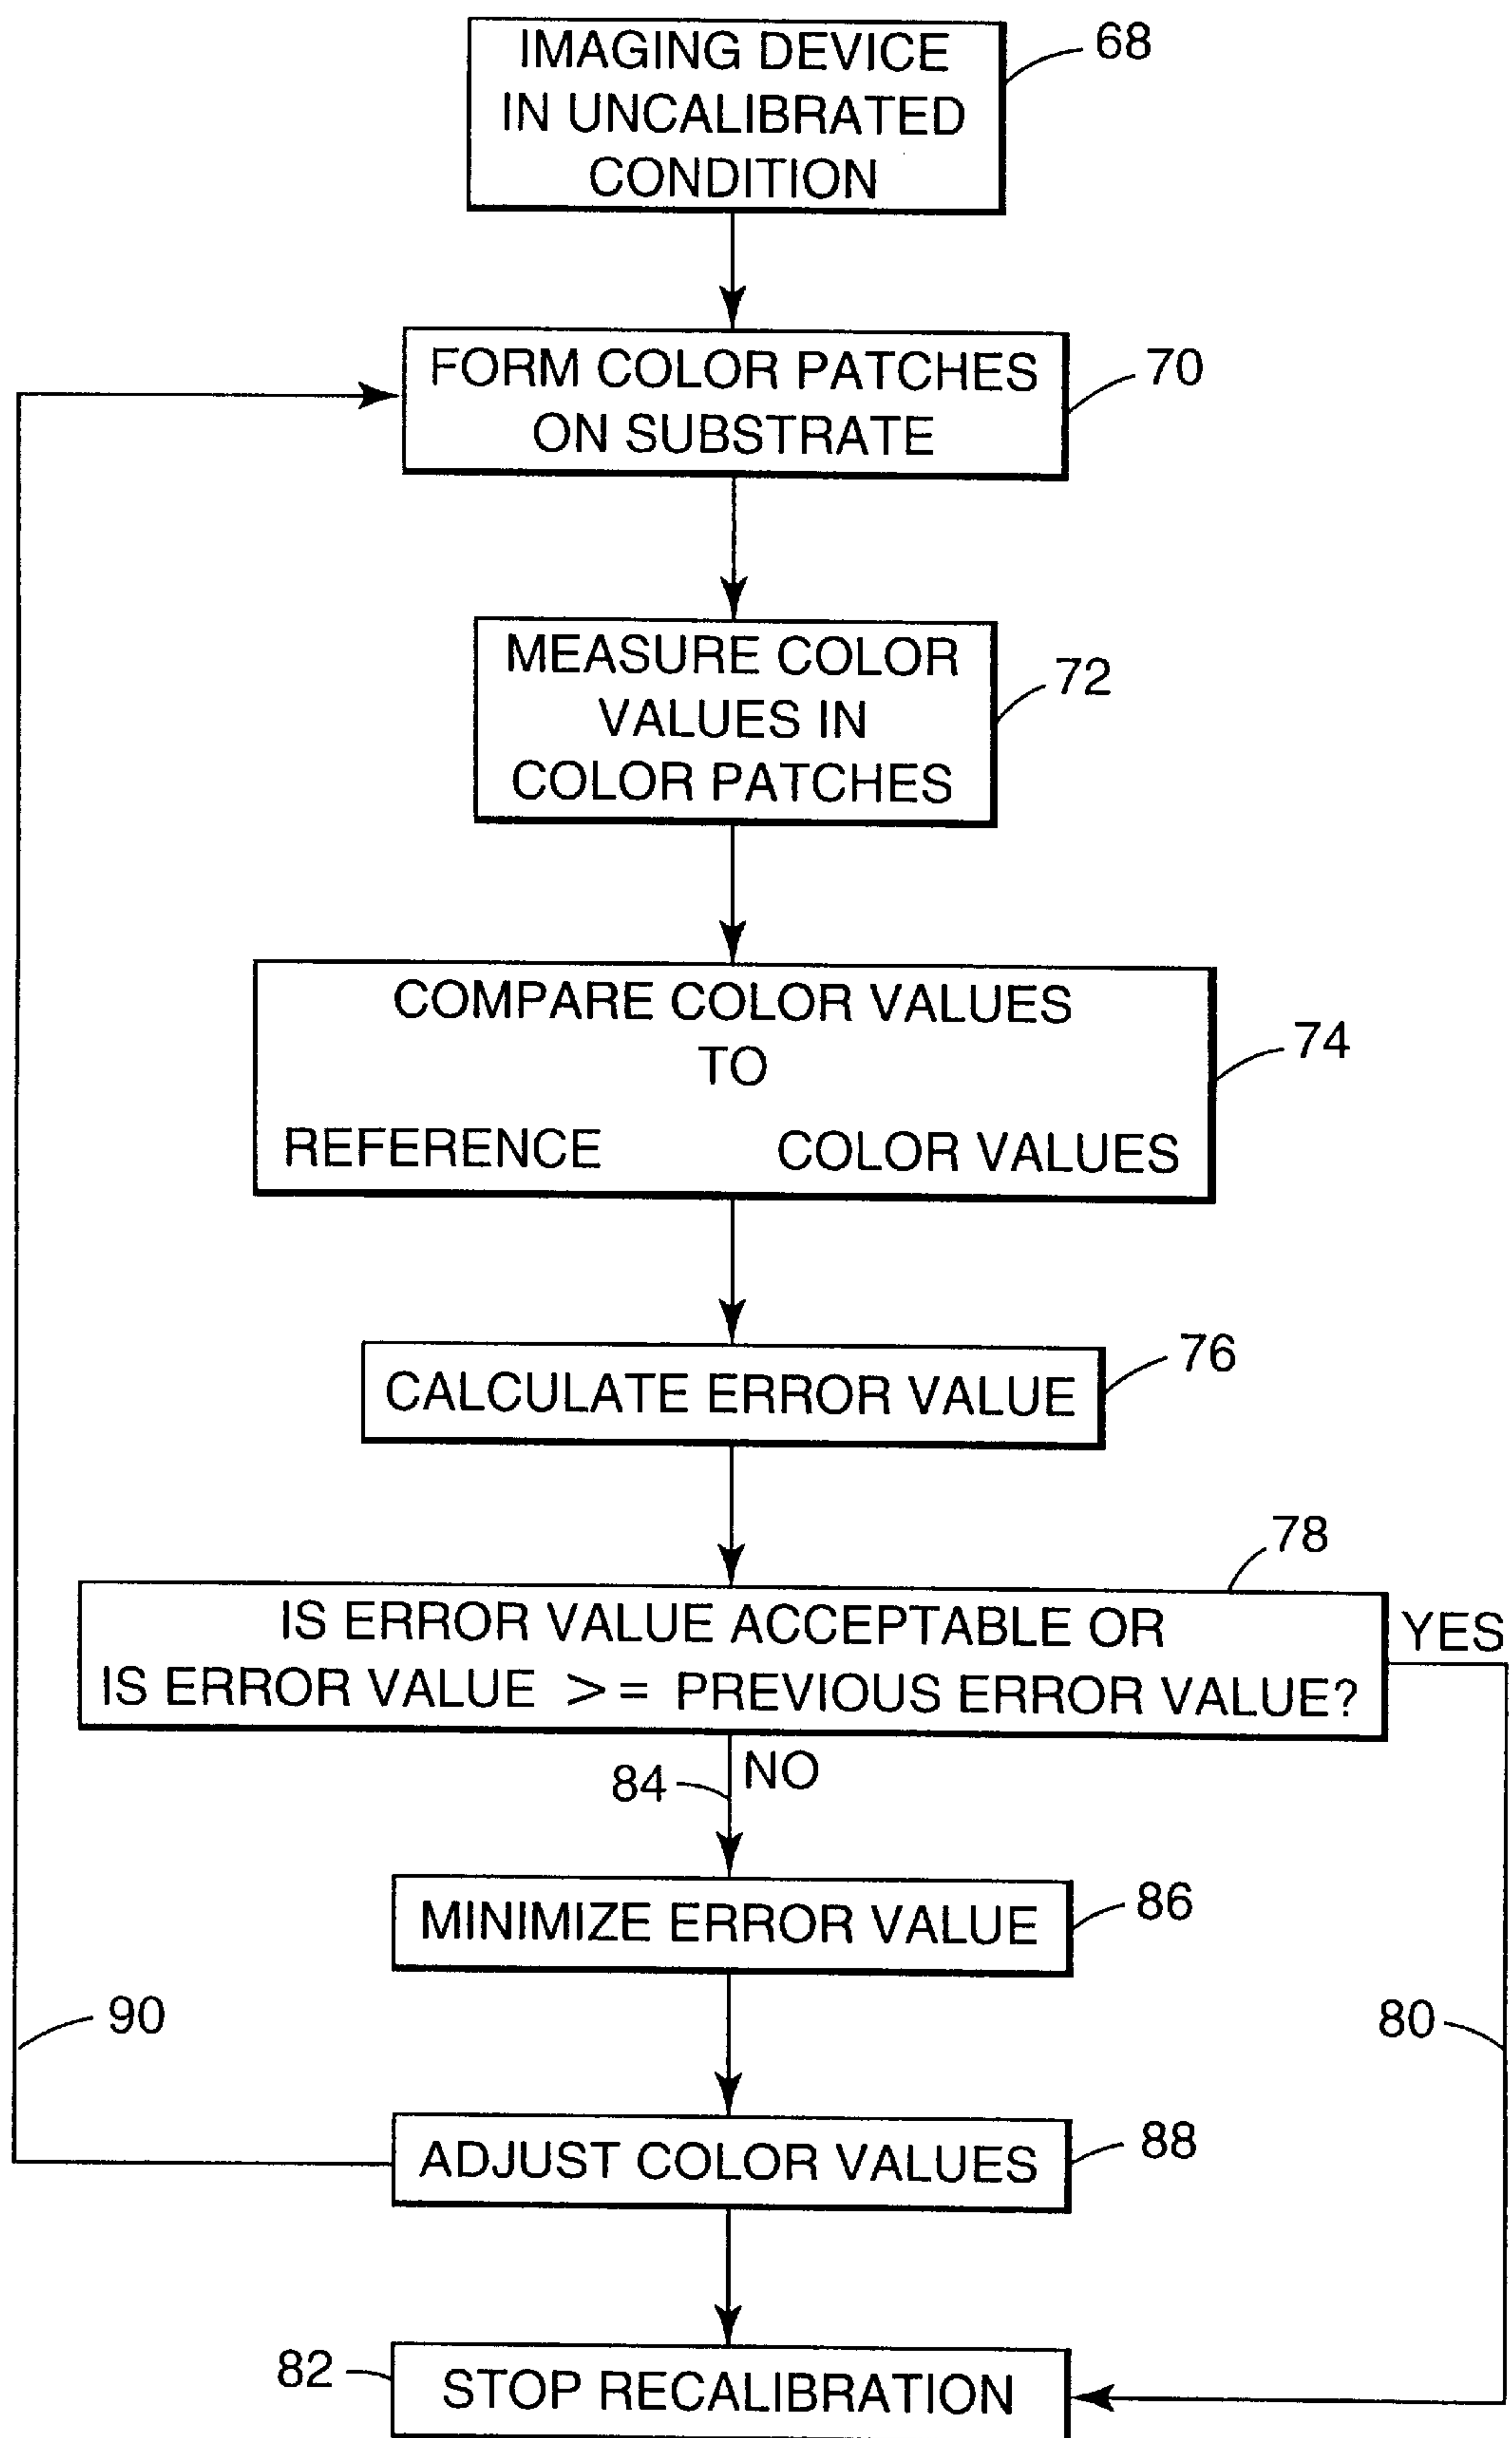 IMAGING DEVICE
IN UNCALIBRATED
CONDITION
68
FORM COLOR PATCHES
ON SUBSTRATE
70
MEASURE COLOR
VALUES IN
COLOR PATCHES
72
COMPARE COLOR VALUES
TO
REFERENCE COLOR VALUES
74
CALCULATE ERROR VALUE
76
78
IS ERROR VALUE ACCEPTABLE OR
IS ERROR VALUE >= PREVIOUS ERROR VALUE?
YES
84
NO
MINIMIZE ERROR VALUE
86
90
80
ADJUST COLOR VALUES
88
82
STOP RECALIBRATION